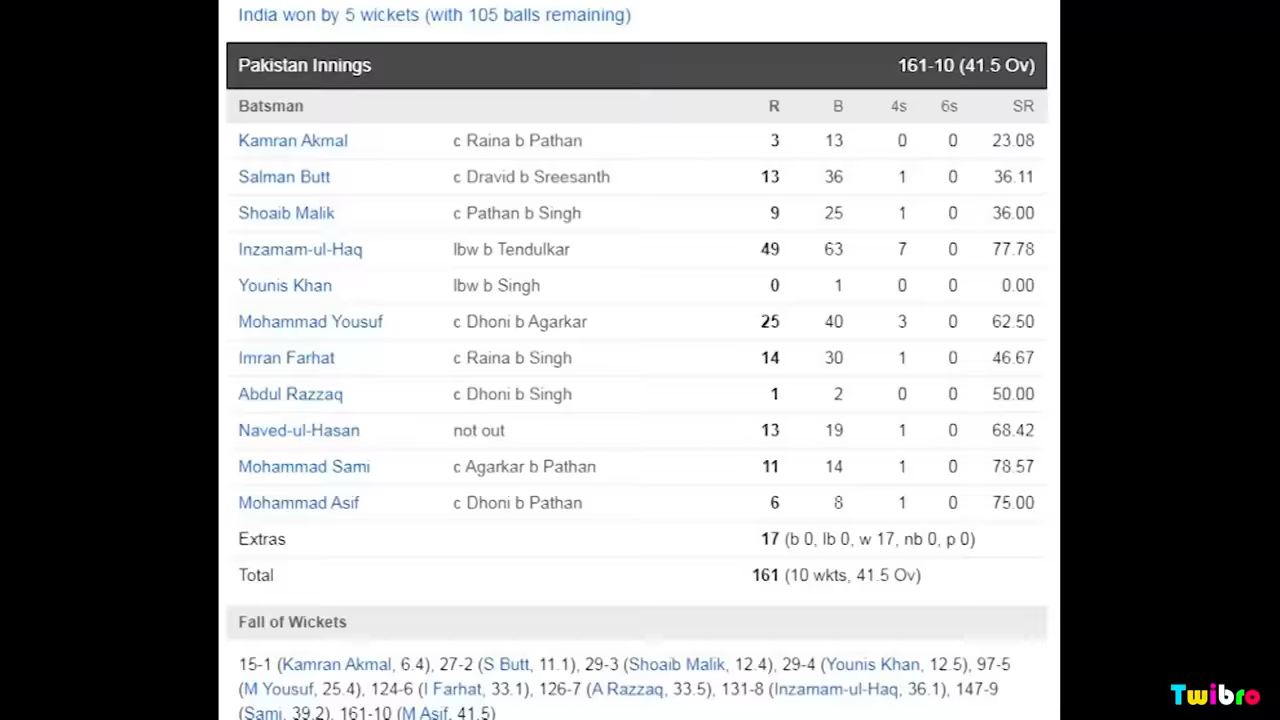 India won by 5 wickets (with 105 balls remaining)
Pakistan Innings 161-10 (41.5 Ov)
Batsman R B 4s 6s SR
Kamran Akmal c Raina b Pathan 3 13 0 0 23.08
Salman Butt c Dravid b Sreesanth 13 36 1 0 36.11
Shoaib Malik c Pathan b Singh 9 25 1 0 36.00
Inzamam-ul-Haq lbw b Tendulkar 49 63 7 0 77.78
Younis Khan lbw b Singh 0 1 0 0 0.00
Mohammad Yousuf c Dhoni b Agarkar 25 40 3 0 62.50
Imran Farhat c Raina b Singh 14 30 1 0 46.67
Abdul Razzaq c Dhoni b Singh 1 2 0 0 50.00
Naved-ul-Hasan not out 13 19 1 0 68.42
Mohammad Sami c Agarkar b Pathan 11 14 1 0 78.57
Mohammad Asif c Dhoni b Pathan 6 8 1 0 75.00
Extras 17 (b 0, lb 0, w 17, nb 0, p 0)
Total 161 (10 wkts, 41.5 Ov)
Fall of Wickets
15-1 (Kamran Akmal, 6.4), 27-2 (S Butt, 11.1), 29-3 (Shoaib Malik, 12.4), 29-4 (Younis Khan, 12.5), 97-5
(M Yousuf, 25.4), 124-6 (I Farhat, 33.1), 126-7 (A Razzaq, 33.5), 131-8 (Inzamam-ul-Haq, 36.1), 147-9
(Sami, 39.2), 161-10 (M Asif, 41.5)
Twibro